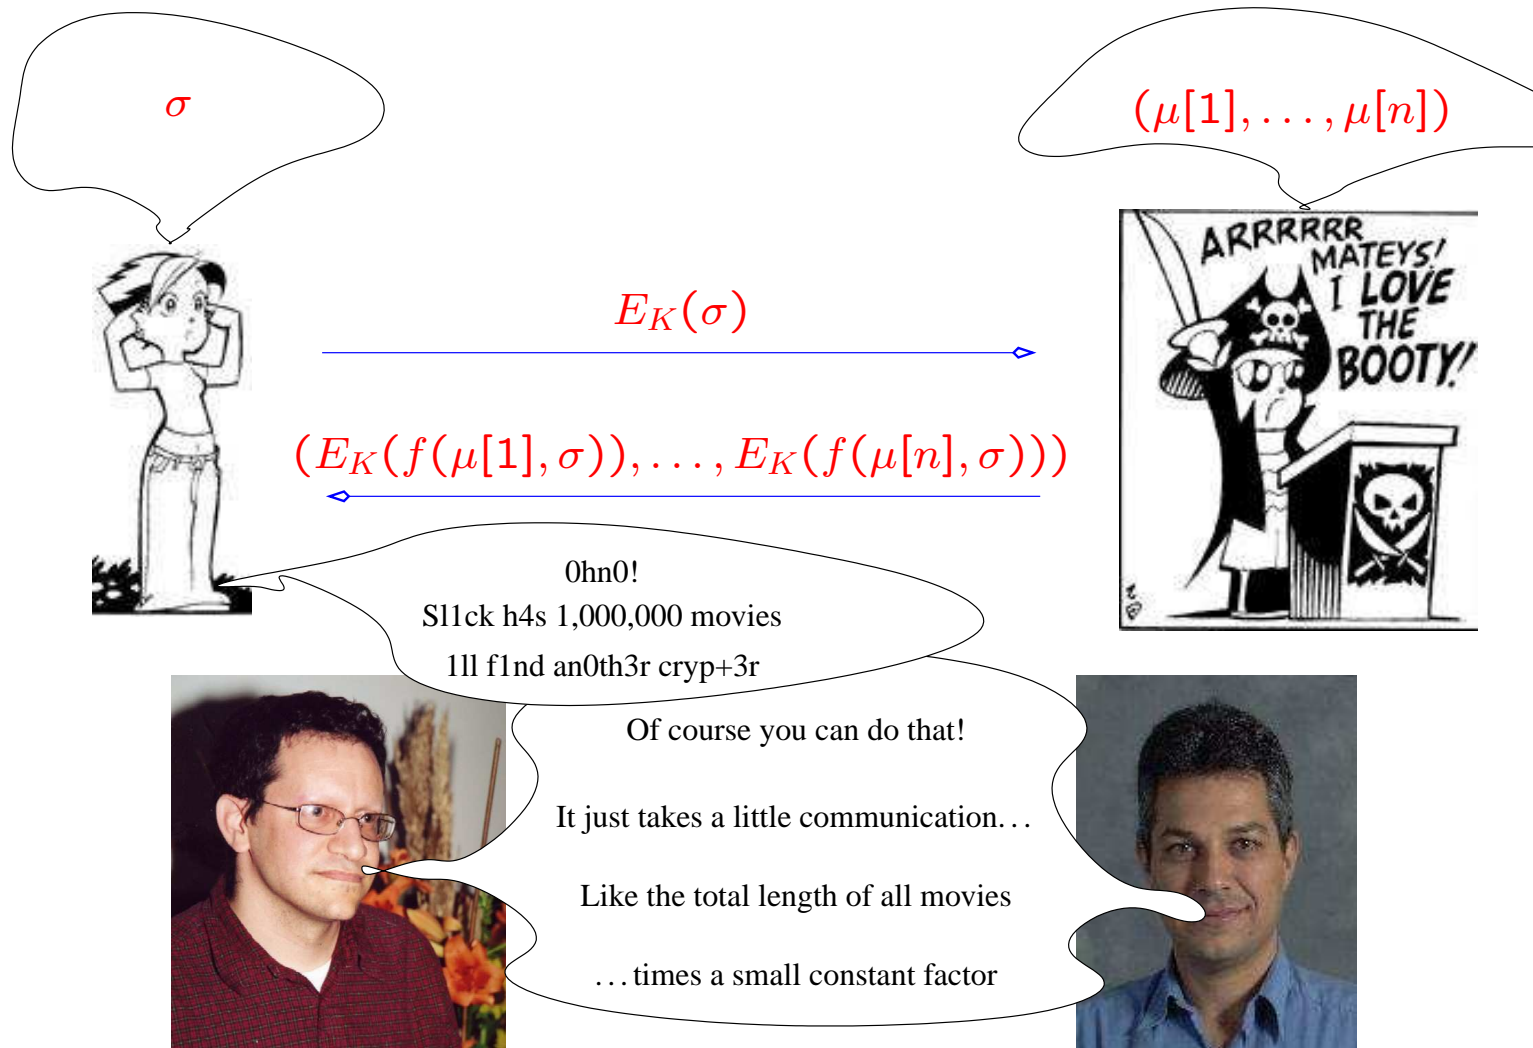 σ
(μ[1], . . . , μ[n])
ARRRRRR
MATEYS!
I LOVE
THE
BOOTY!
E_K(σ)
(E_K(f(μ[1], σ)), . . . , E_K(f(μ[n], σ)))
0hn0!
Sl1ck h4s 1,000,000 movies
1ll f1nd an0th3r cryp+3r
Of course you can do that!
It just takes a little communication. . .
Like the total length of all movies
. . . times a small constant factor